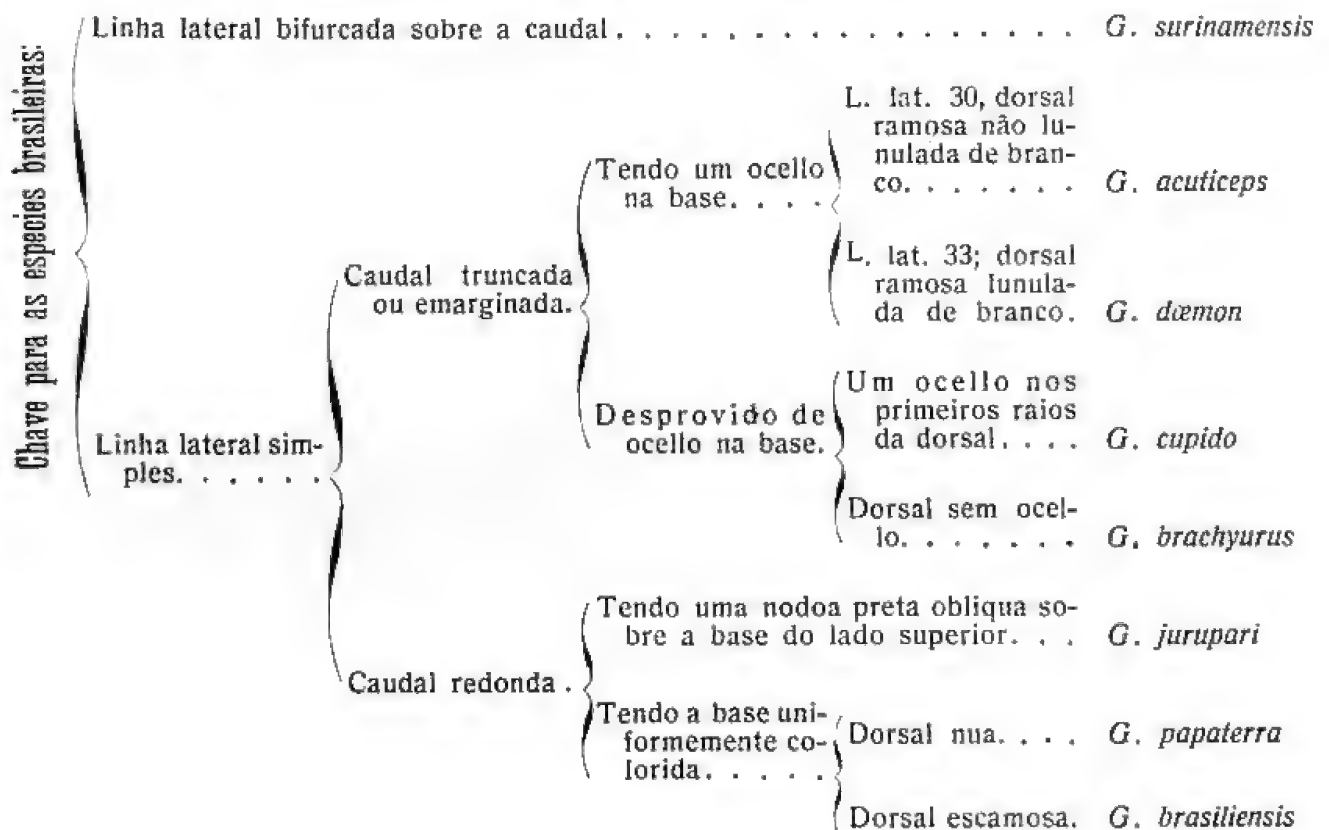 Chave para as especies brasileiras:
Linha lateral bifurcada sobre a caudal. . . . . . . . . . . . . . . . . . G. surinamensis
Linha lateral sim-
ples. . . . . .
Caudal truncada
ou emarginada.
Tendo um ocello
na base. . . .
L. lat. 30, dorsal
ramosa não lu-
nulada de bran-
co. . . . . . . G. acuticeps
L. lat. 33; dorsal
ramosa lunula-
da de branco. G. dæmon
Desprovido de
ocello na base.
Um ocello nos
primeiros raios
da dorsal. . . . G. cupido
Dorsal sem ocel-
lo. . . . . . . G. brachyurus
Caudal redonda .
Tendo uma nodoa preta obliqua so-
bre a base do lado superior. . . G. jurupari
Tendo a base uni-
formemente co-
lorida. . . . .
Dorsal nua. . . . G. papaterra
Dorsal escamosa. G. brasiliensis